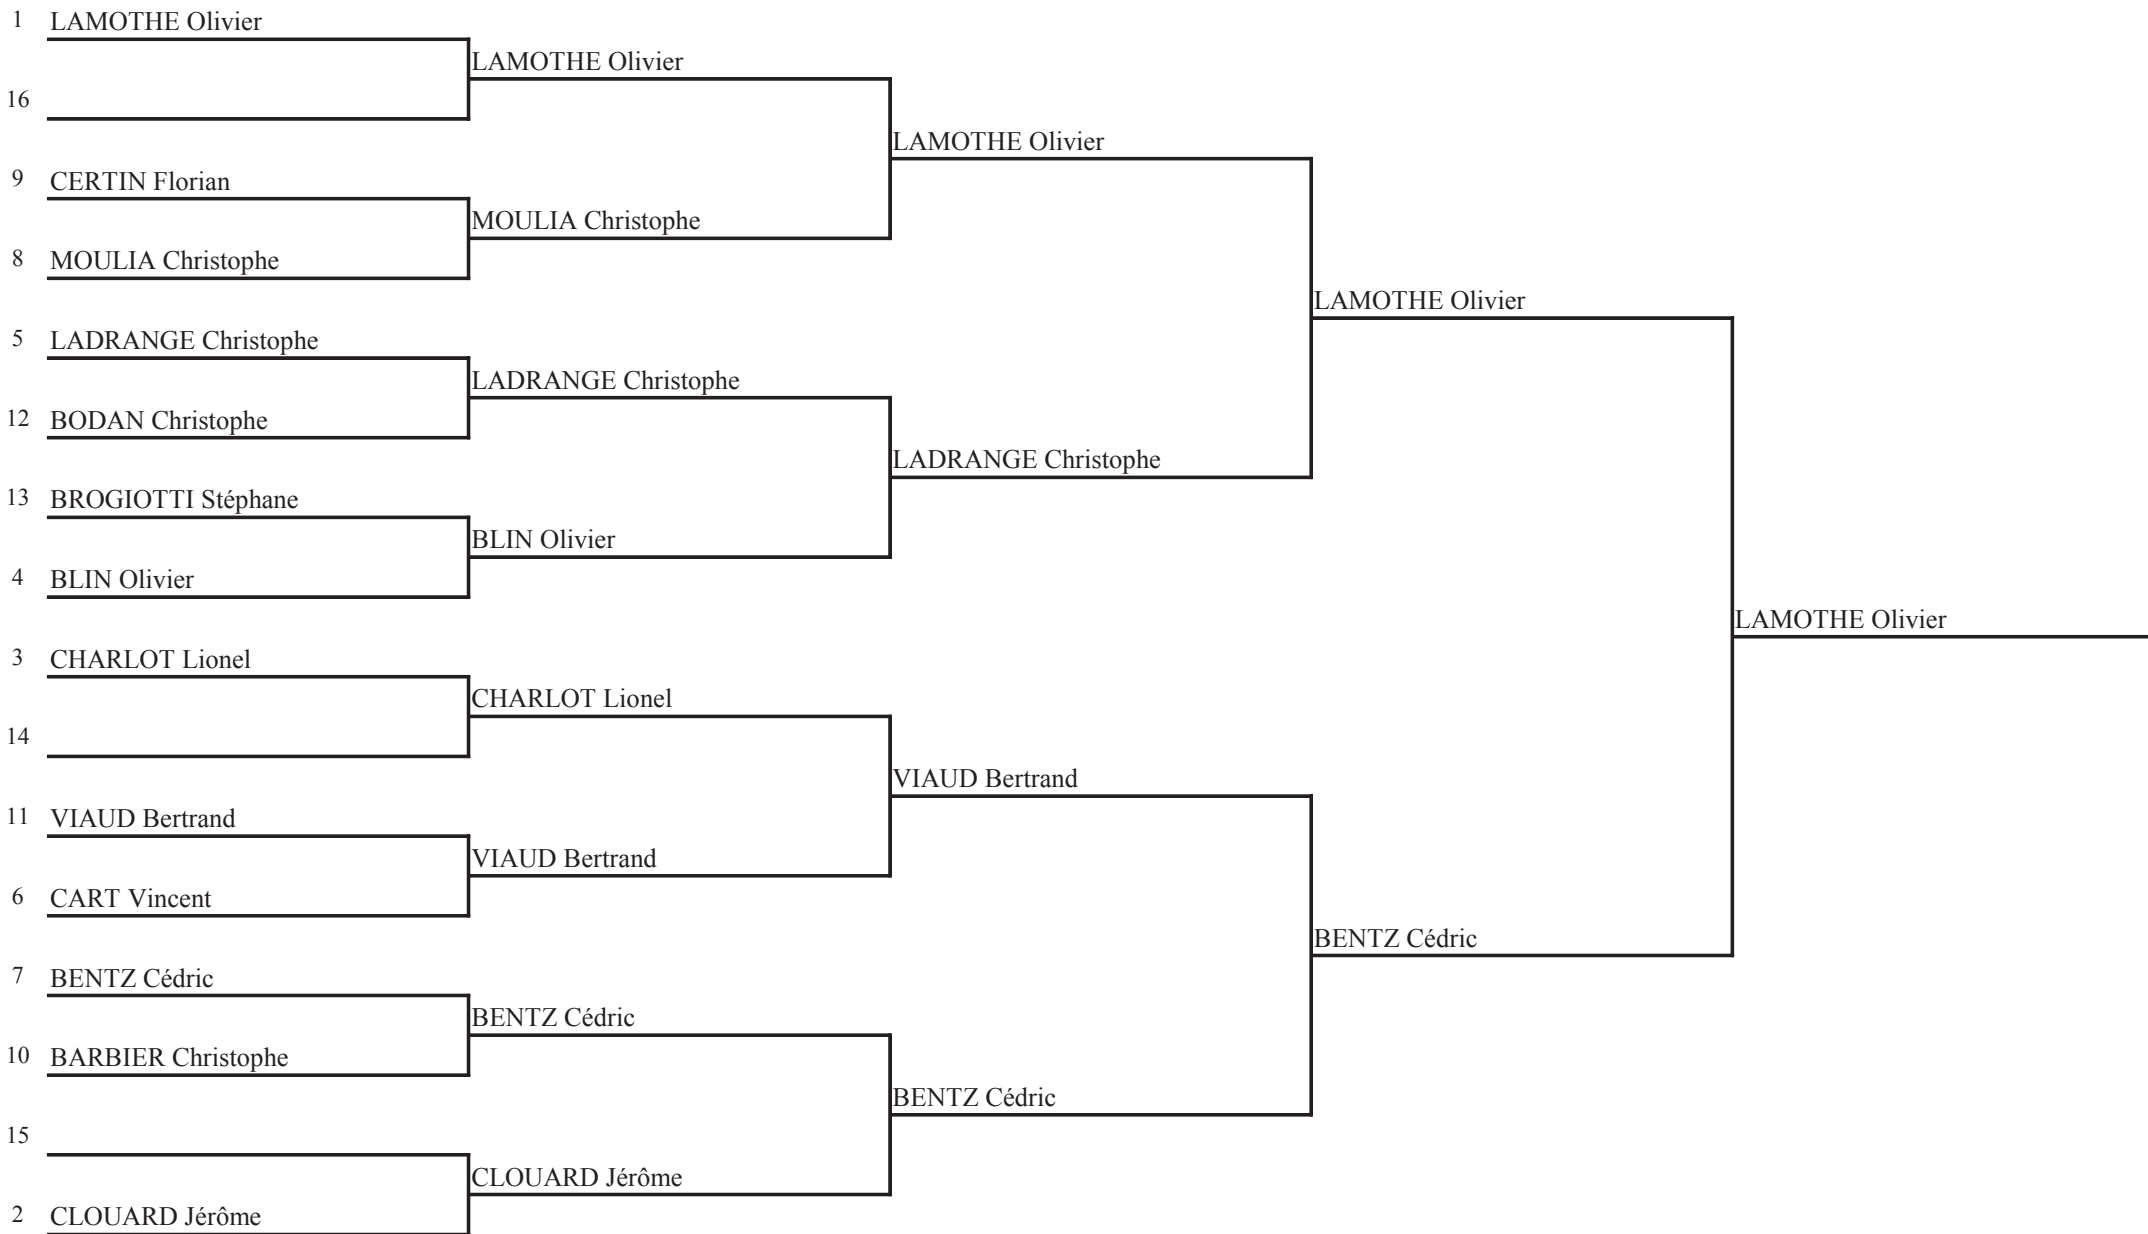 1 LAMOTHE Olivier
LAMOTHE Olivier
16
LAMOTHE Olivier
9 CERTIN Florian
MOULIA Christophe
8 MOULIA Christophe
LAMOTHE Olivier
5 LADRANGE Christophe
LADRANGE Christophe
12 BODAN Christophe
LADRANGE Christophe
13 BROGIOTTI Stéphane
BLIN Olivier
4 BLIN Olivier
LAMOTHE Olivier
3 CHARLOT Lionel
CHARLOT Lionel
14
VIAUD Bertrand
11 VIAUD Bertrand
VIAUD Bertrand
6 CART Vincent
BENTZ Cédric
7 BENTZ Cédric
BENTZ Cédric
10 BARBIER Christophe
BENTZ Cédric
15
CLOUARD Jérôme
2 CLOUARD Jérôme